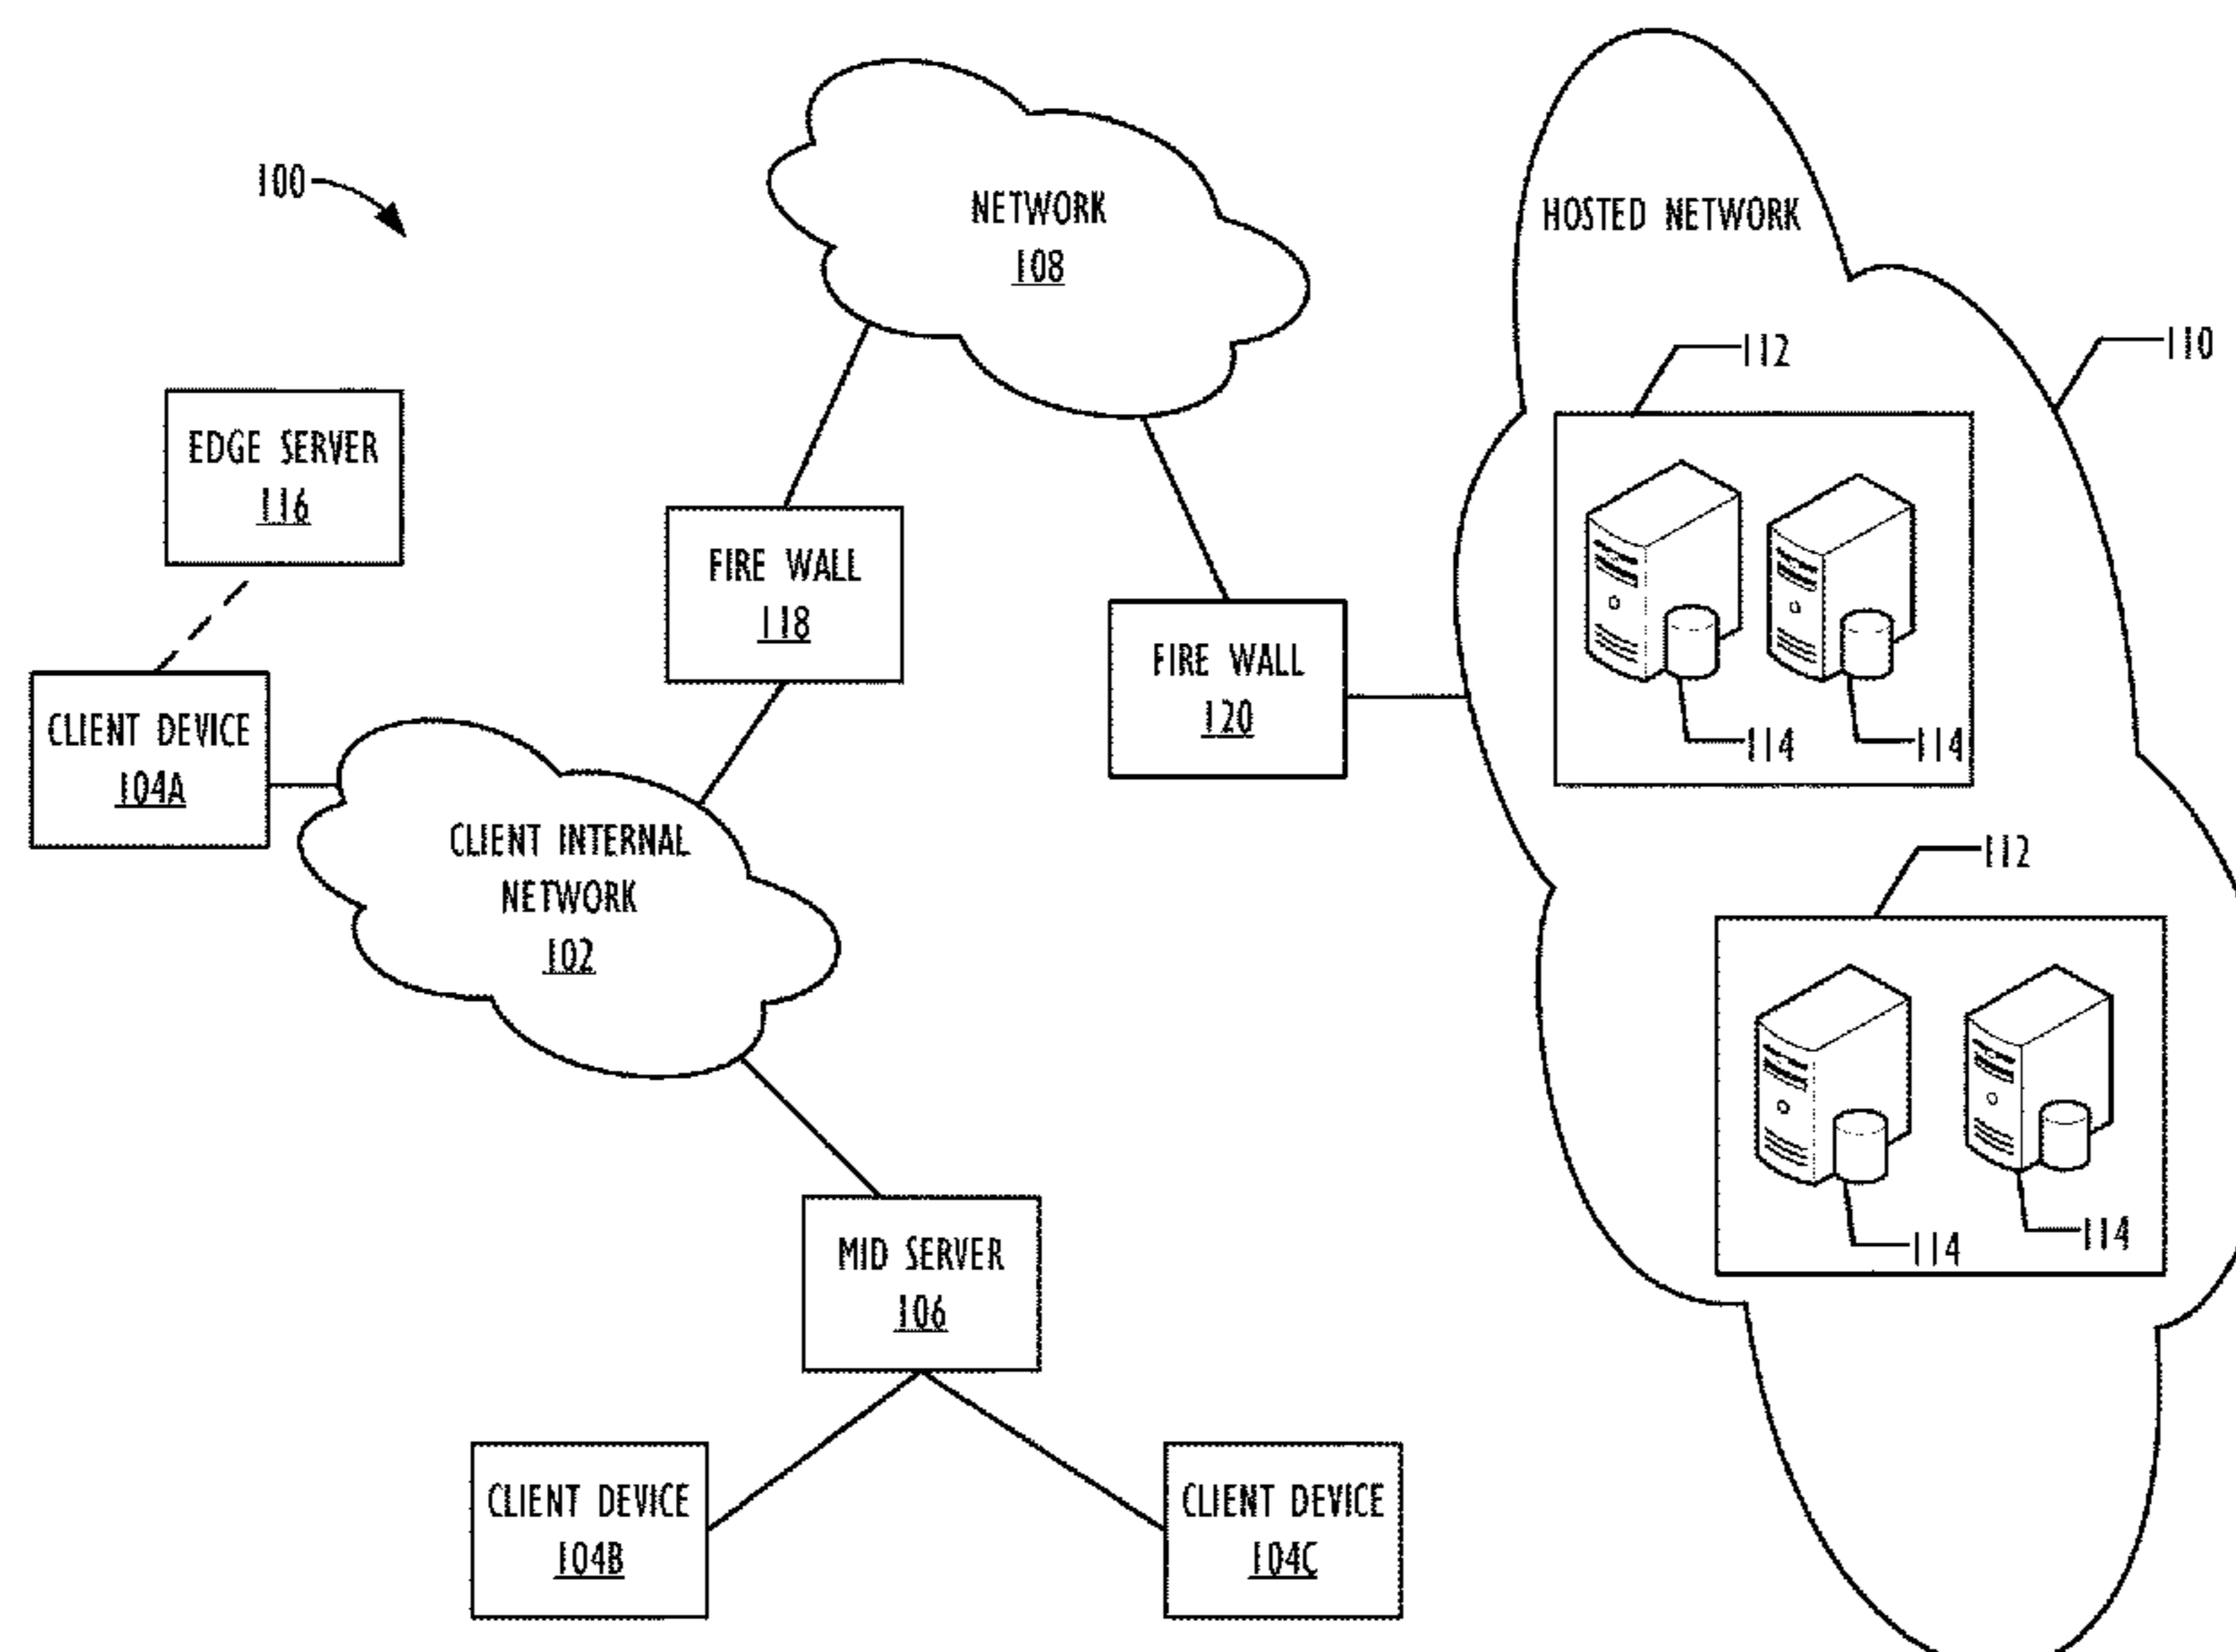 100
NETWORK
108
HOSTED NETWORK
110
112
EDGE SERVER
116
FIRE WALL
118
FIRE WALL
120
114
114
CLIENT DEVICE
104A
CLIENT INTERNAL
NETWORK
102
112
114
114
MID SERVER
106
CLIENT DEVICE
104B
CLIENT DEVICE
104C